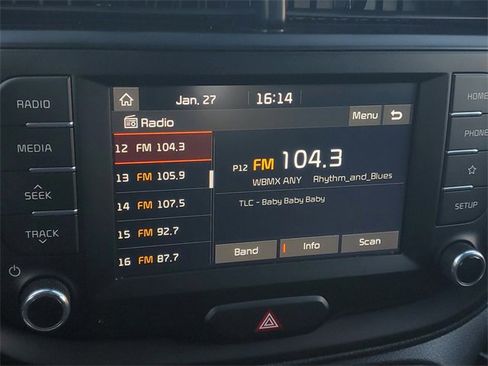 RADIO
MEDIA
SEEK
TRACK
Jan. 27 16:14
Radio
Menu
12 FM 104.3
13 FM 105.9
14 FM 107.5
15 FM 92.7
16 FM 87.7
P12 FM 104.3
WBMX ANY Rhythm_and_Blues
TLC - Baby Baby Baby
Band
Info
Scan
HOME
PHONE
SETUP